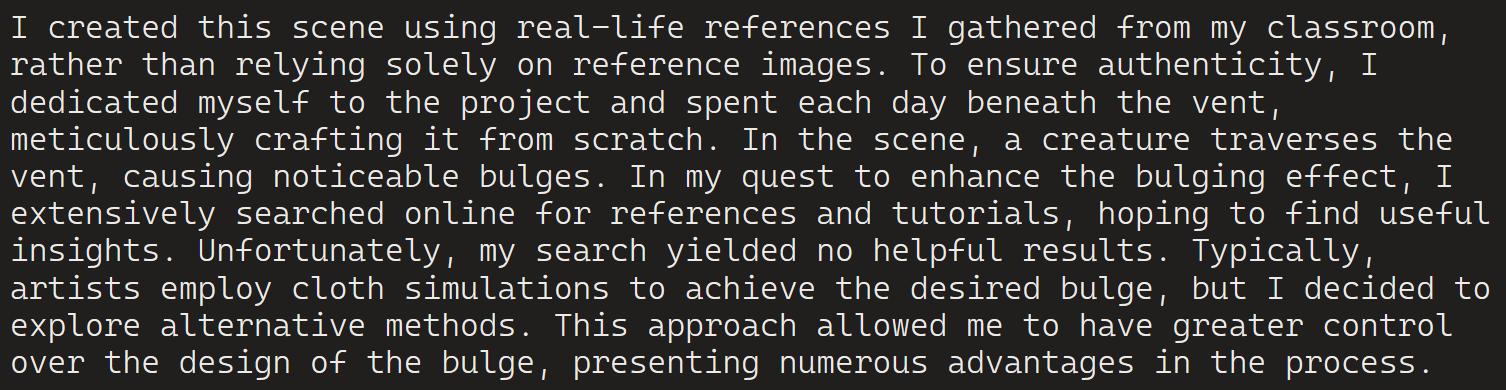 I created this scene using real-life references I gathered from my classroom,
rather than relying solely on reference images. To ensure authenticity, I
dedicated myself to the project and spent each day beneath the vent,
meticulously crafting it from scratch. In the scene, a creature traverses the
vent, causing noticeable bulges. In my quest to enhance the bulging effect, I
extensively searched online for references and tutorials, hoping to find useful
insights. Unfortunately, my search yielded no helpful results. Typically,
artists employ cloth simulations to achieve the desired bulge, but I decided to
explore alternative methods. This approach allowed me to have greater control
over the design of the bulge, presenting numerous advantages in the process.